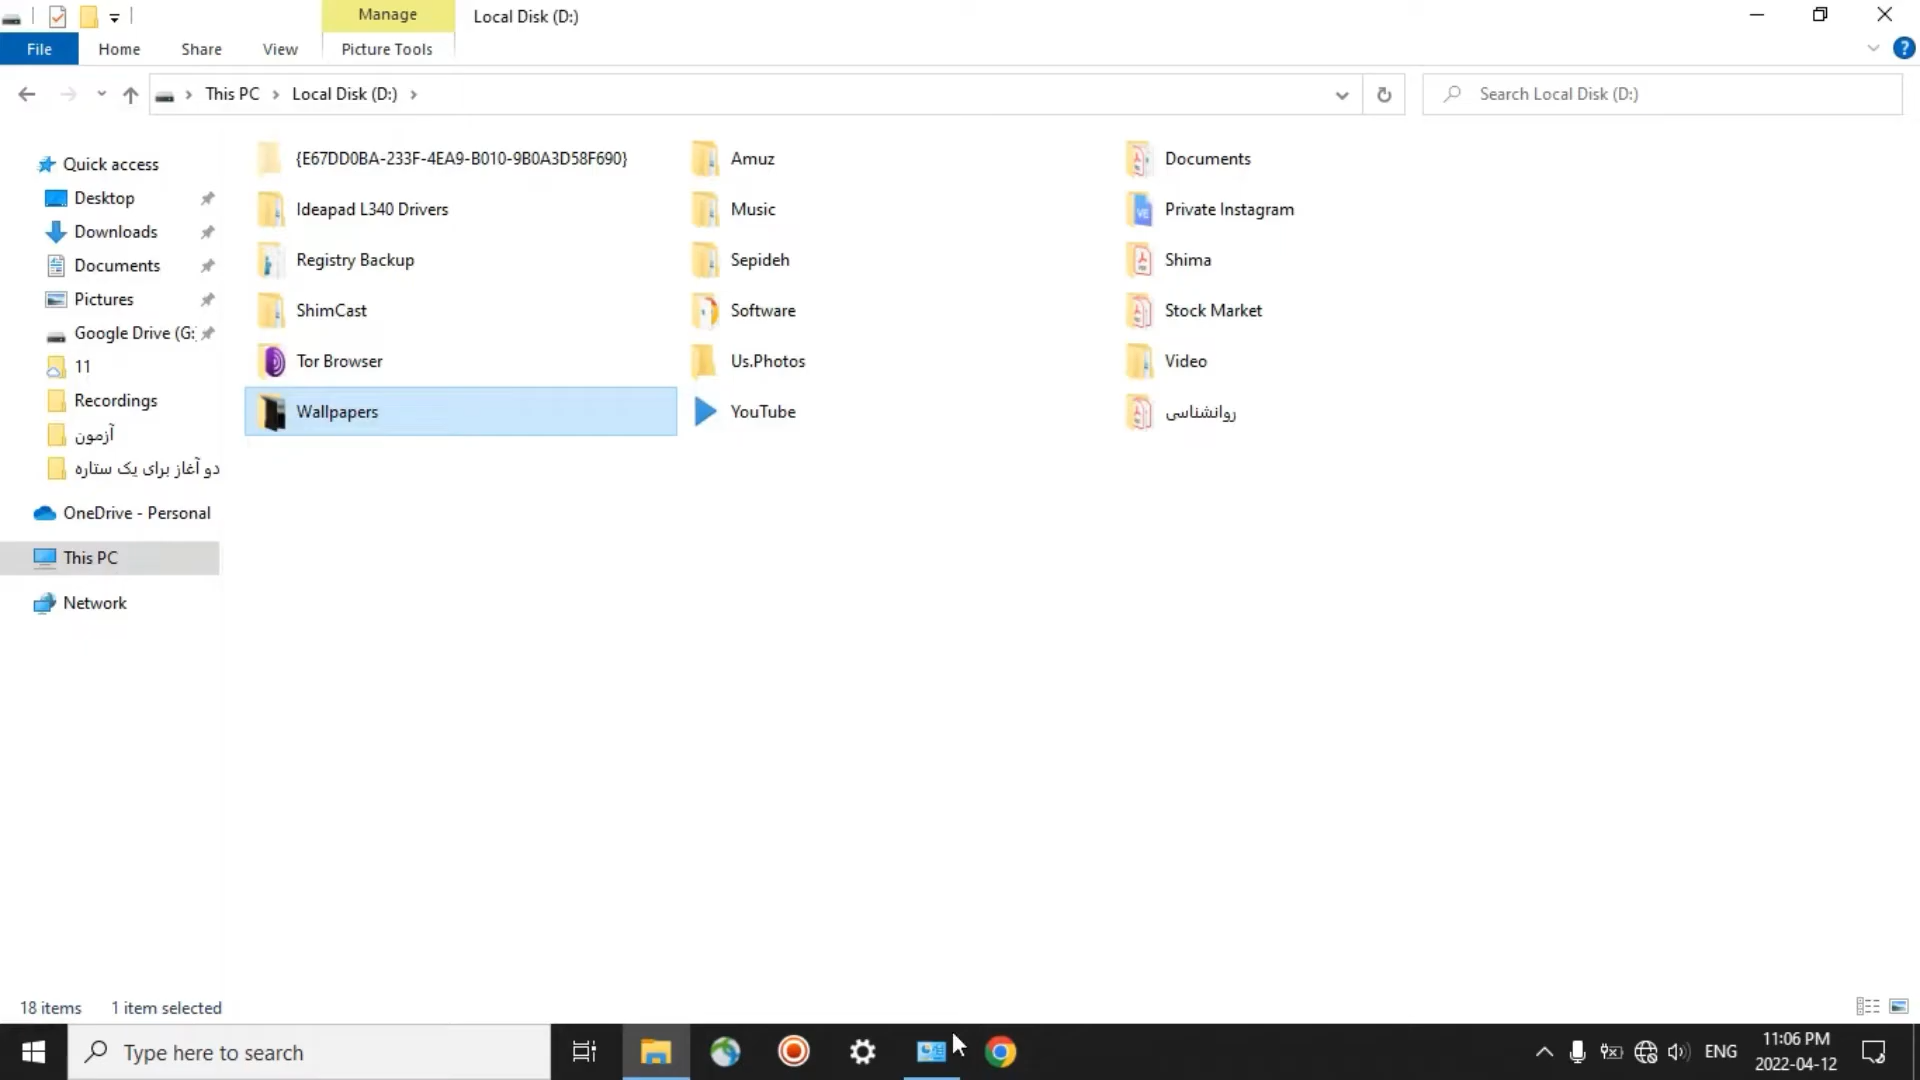 Manage
Local Disk (D:)
File
Home
Share
View
Picture Tools
This PC
Local Disk (D:)
Search Local Disk (D:)
Quick access
Desktop
Downloads
Documents
Pictures
Google Drive (G:
11
Recordings
آزمون
دو آغاز برای یک ستاره
OneDrive - Personal
This PC
Network
{E67DD0BA-233F-4EA9-B010-9B0A3D58F690}
Ideapad L340 Drivers
Registry Backup
ShimCast
Tor Browser
Wallpapers
Amuz
Music
Sepideh
Software
Us.Photos
YouTube
Documents
Private Instagram
Shima
Stock Market
Video
روانشناسی
18 items
1 item selected
Type here to search
ENG
11:06 PM
2022-04-12